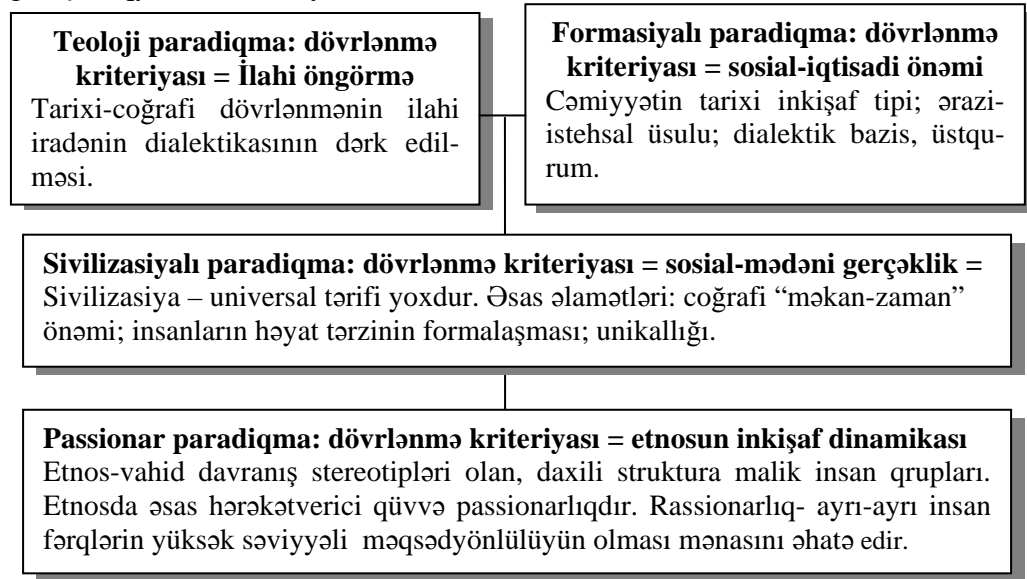 Teoloji paradiqma: dövrlənmə
kriteriyası = İlahi öngörmə
Tarixi-coğrafi dövrlənmənin ilahi
iradənin dialektikasının dərk edil-
məsi.
Formasiyalı paradiqma: dövrlənmə
kriteriyası = sosial-iqtisadi önəmi
Cəmiyyətin tarixi inkişaf tipi; ərazi-
istehsal üsulu; dialektik bazis, üstqu-
rum.
Sivilizasiyalı paradiqma: dövrlənmə kriteriyası = sosial-mədəni gerçəklik =
Sivilizasiya – universal tərifi yoxdur. Əsas əlamətləri: coğrafi “məkan-zaman”
önəmi; insanların həyat tərzinin formalaşması; unikallığı.
Passionar paradiqma: dövrlənmə kriteriyası = etnosun inkişaf dinamikası
Etnos-vahid davranış stereotipləri olan, daxili struktura malik insan qrupları.
Etnosda əsas hərəkətverici qüvvə passionarlıqdır. Rassionarlıq- ayrı-ayrı insan
fərqlərin yüksək səviyyəli məqsədyönlülüyün olması mənasını əhatə edir.